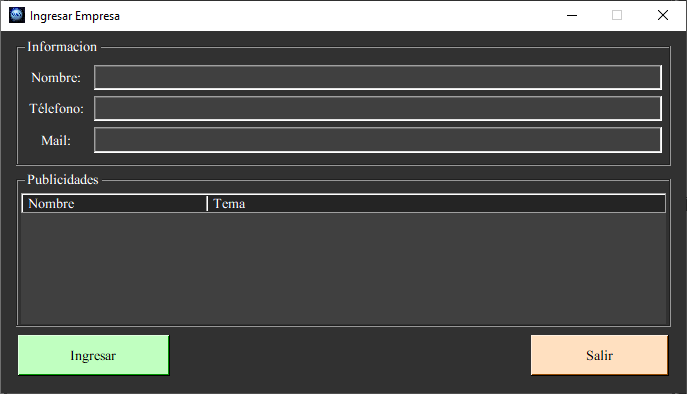 Ingresar Empresa
Informacion
Nombre:
Télefono:
Mail:
Publicidades
Nombre Tema
Ingresar Salir